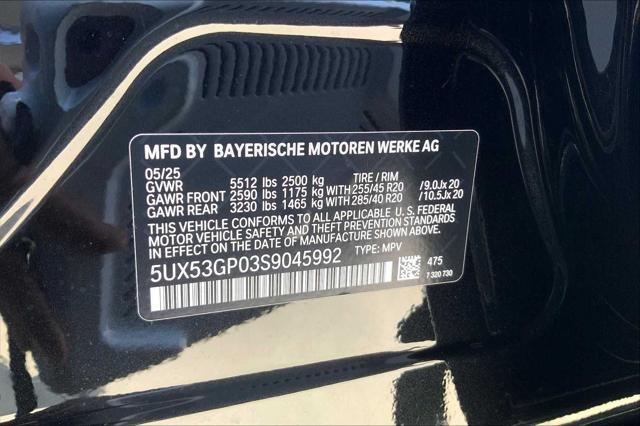 MFD BY BAYERISCHE MOTOREN WERKE AG
05/25 TIRE / RIM
GVWR 5512 lbs 2500 kg
GAWR FRONT 2590 lbs 1175 kg WITH 255/45 R20 /9.0Jx 20
GAWR REAR 3230 lbs 1465 kg WITH 285/40 R20 /10.5Jx 20
THIS VEHICLE CONFORMS TO ALL APPLICABLE U.S. FEDERAL
MOTOR VEHICLE SAFETY STANDARDS
IN EFFECT ON THE DATE OF MANUFACTURE SHOWN ABOVE.
5UX53GP03S9045992 TYPE: MPV
475
7 320 730